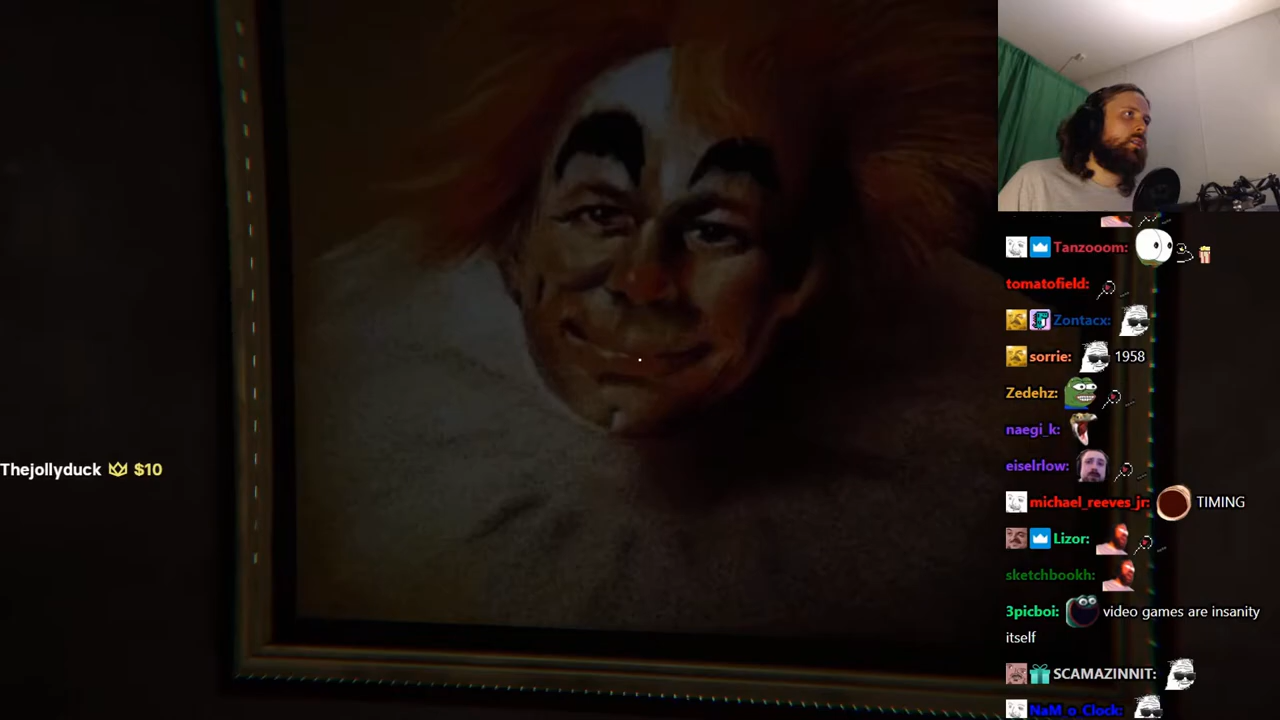 Tanzooom:
tomatofield:
Zontacx:
sorrie: 1958
Zedehz:
naegi_k:
Thejollyduck $10
eiselrlow:
michael_reeves_jr: TIMING
Lizor:
sketchbookh:
3picboi: video games are insanity
itself
SCAMAZINNIT:
NaM_o_Clock: